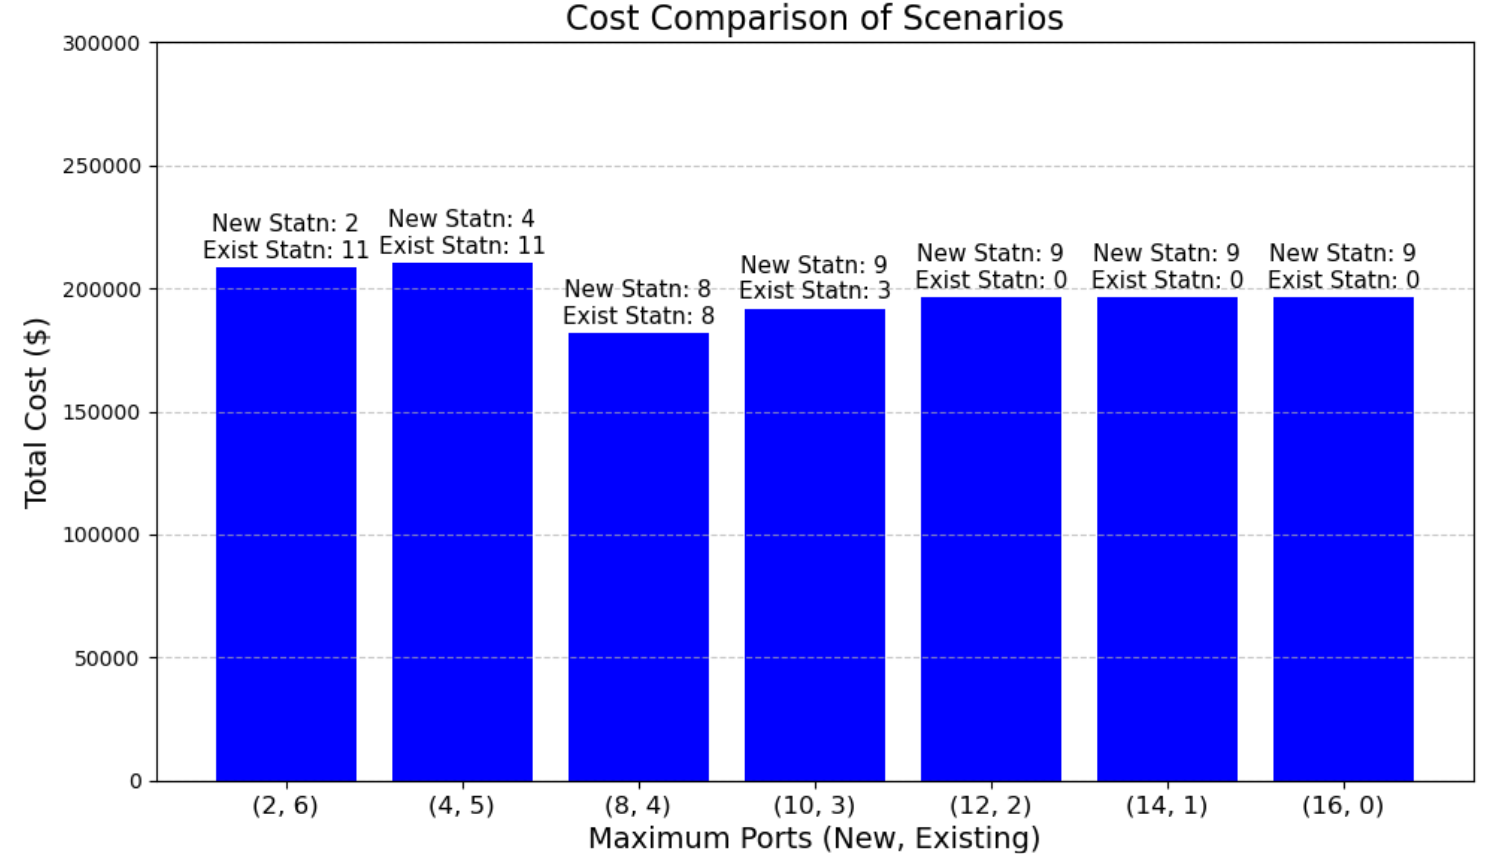 Cost Comparison of Scenarios
300000
250000
200000
150000
100000
50000
0
Total Cost ($)
New Statn: 2
Exist Statn: 11
New Statn: 4
Exist Statn: 11
New Statn: 8
Exist Statn: 8
New Statn: 9
Exist Statn: 3
New Statn: 9
Exist Statn: 0
New Statn: 9
Exist Statn: 0
New Statn: 9
Exist Statn: 0
(2, 6)
(4, 5)
(8, 4)
(10, 3)
(12, 2)
(14, 1)
(16, 0)
Maximum Ports (New, Existing)